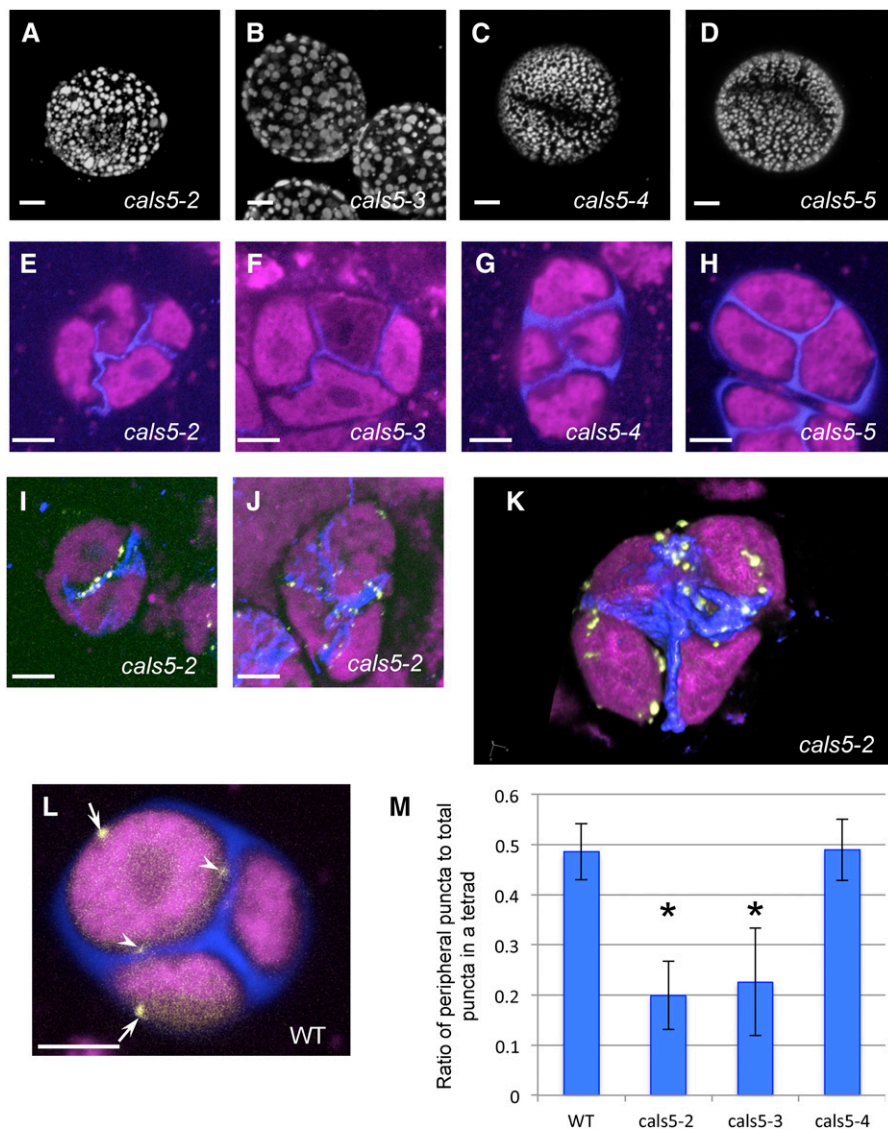 A
B
C
D
cals5-2
cals5-3
cals5-4
cals5-5
E
F
G
H
cals5-2
cals5-3
cals5-4
cals5-5
I
J
K
cals5-2
cals5-2
cals5-2
L
WT
M
Ratio of peripheral puncta to total
puncta in a tetrad
0.6
0.5
0.4
0.3
0.2
0.1
0
*
*
WT
cals5-2
cals5-3
cals5-4